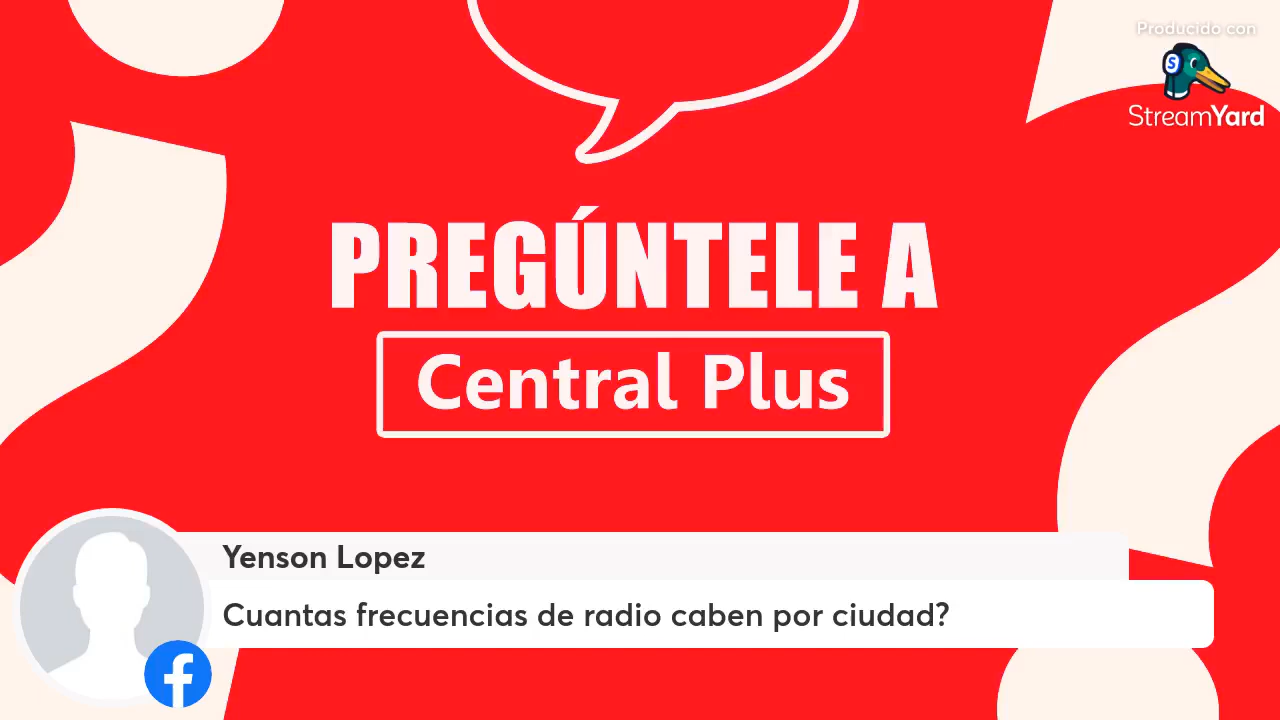 Producido con
StreamYard
PREGÚNTELE A
Central Plus
Yenson Lopez
Cuantas frecuencias de radio caben por ciudad?